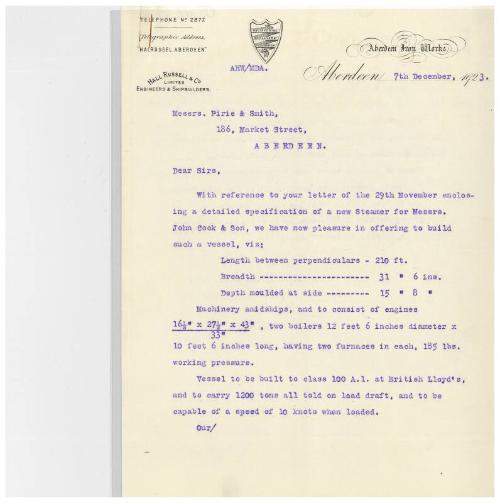 TELEPHONE Nº 2872
Telegraphic Address,
"HALRUSSEL, ABERDEEN"
HALL RUSSELL & Cº
LIMITED
ENGINEERS & SHIPBUILDERS.
AHW/MDA.
Aberdeen Iron Works
Aberdeen 7th December, 1923.
Messrs. Pirie & Smith,
186, Market Street,
ABERDEEN.
Dear Sirs,
With reference to your letter of the 29th November enclos-
ing a detailed specification of a new Steamer for Messrs.
John Cook & Son, we have now pleasure in offering to build
such a vessel, viz;
Length between perpendiculars - 210 ft.
Breadth ----------------------- 31 " 6 ins.
Depth moulded at side --------- 15 " 8 "
Machinery amidships, and to consist of engines
16½" x 27½" x 43" , two boilers 12 feet 6 inches diameter x
33"
10 feet 6 inches long, having two furnaces in each, 185 lbs.
working pressure.
Vessel to be built to class 100 A.1. at British Lloyd's,
and to carry 1200 tons all told on load draft, and to be
capable of a speed of 10 knots when loaded.
Our/